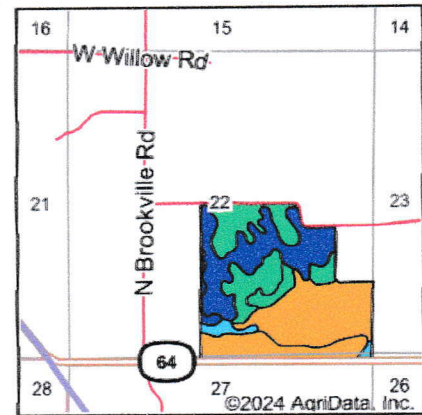 16 15 14
W Willow Rd
N Brookville Rd
21 22 23
64
28 27 26
©2024 AgriData, Inc.